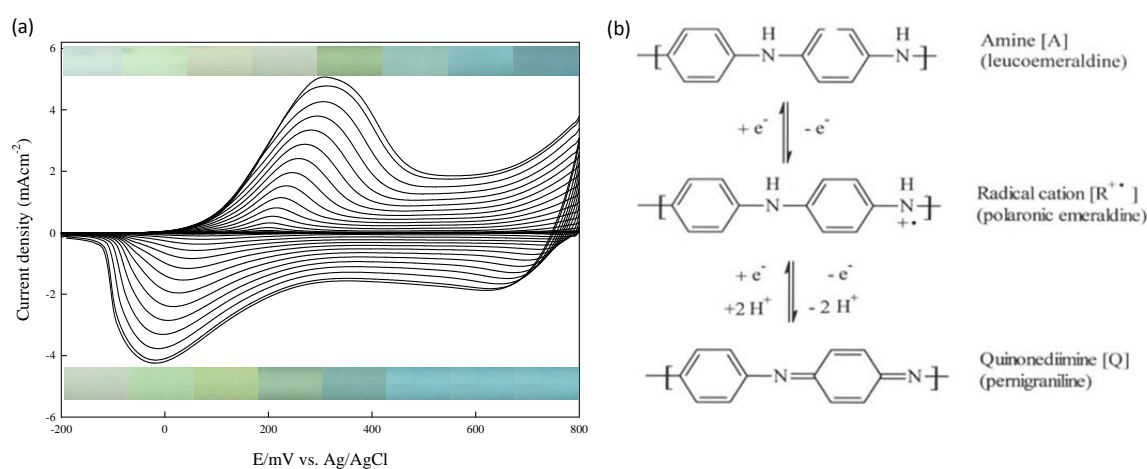 (a)
6
4
2
0
-2
-4
-6
-200
0
200
400
600
800
Current density (mAcm⁻²)
E/mV vs. Ag/AgCl
(b)
H
N
H
N
Amine [A]
(leucoemeraldine)
+ e⁻
- e⁻
H
N
H
N
+•
Radical cation [R⁺•]
(polaronic emeraldine)
+ e⁻
- e⁻
+2 H⁺
- 2 H⁺
N
N
Quinonediimine [Q]
(pernigraniline)